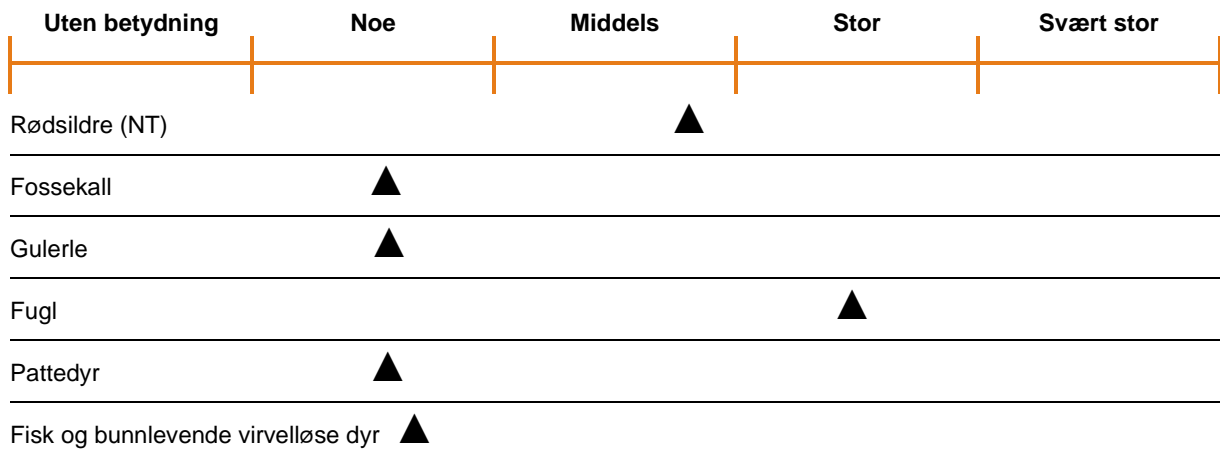 Uten betydning Noe Middels Stor Svært stor
Rødsildre (NT)
Fossekall
Gulerle
Fugl
Pattedyr
Fisk og bunnlevende virvelløse dyr